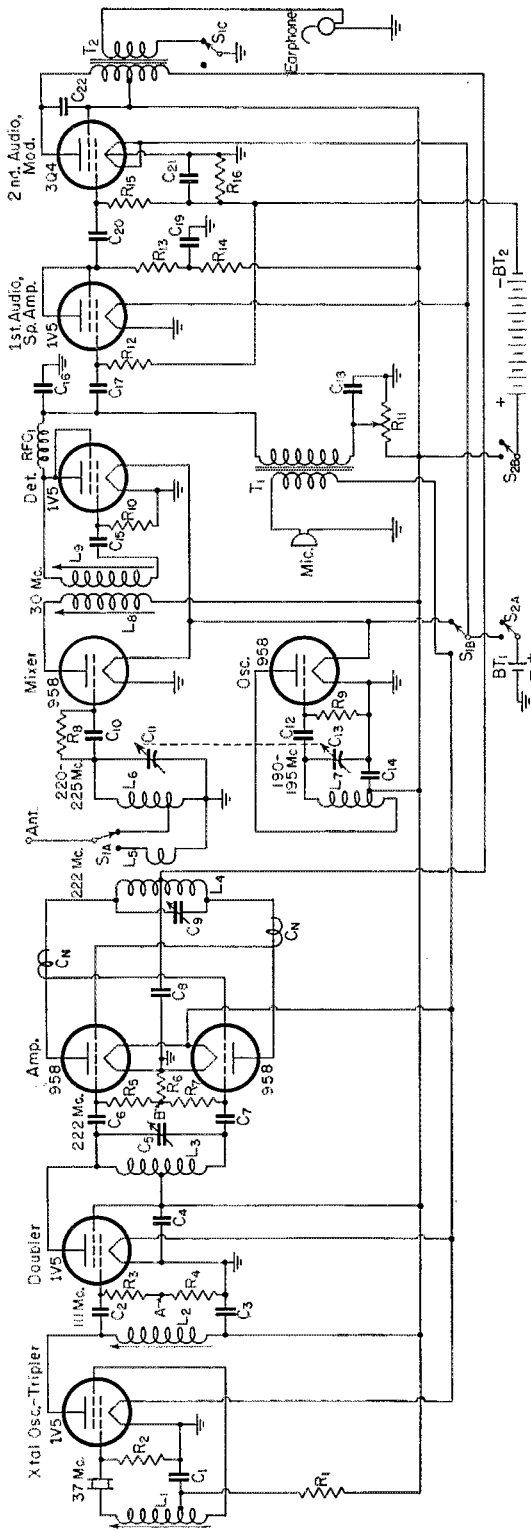 Xtal Osc.-Tripler
1V5
37 Mc.
L1
R2
C1
R1
Doubler
1V5
111 Mc.
C2
R3
A
L2
R4
C3
C4
Amp.
958
222 Mc.
C6
R5
C5
B
R6
L3
R7
C7
958
C8
CN
CN
222 Mc.
C9
L4
Ant.
S1A
L5
220-
225 Mc.
L6
Mixer
958
R8
C10
C11
Osc.
958
190-
195 Mc
C12
R9
L7
C13
C14
30 Mc.
L8
L9
Det.
1V5
RFC1
C15
R10
C16
1st. Audio,
Sp. Amp.
1V5
C17
R12
Mic.
T1
C13
R11
2nd. Audio,
Mod.
3Q4
C20
R15
R13
C19
R14
C21
R16
C22
T2
S1C
Earphone
S1B
S2A
BT1
S2B
+
-BT2